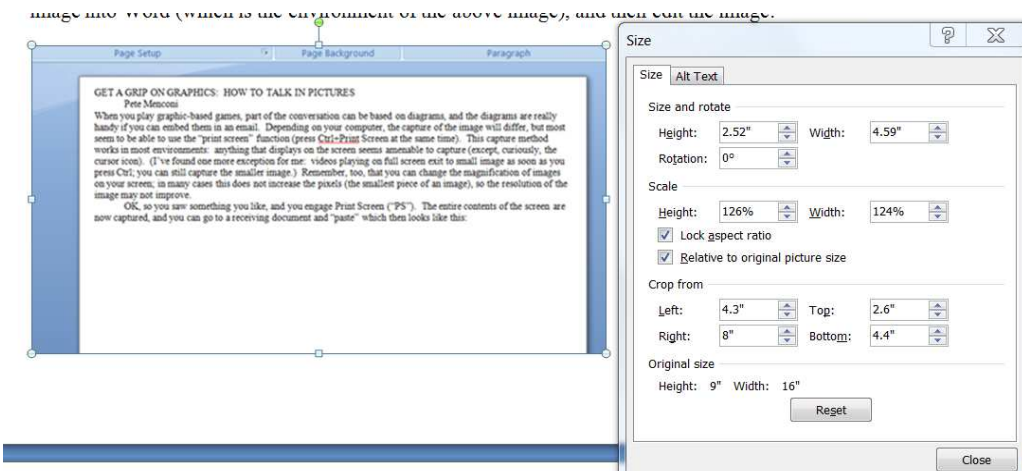 image into Word (which is the environment of the above image), and then edit the image.
Page Setup Page Background Paragraph
GET A GRIP ON GRAPHICS: HOW TO TALK IN PICTURES
Pete Menconi
When you play graphic-based games, part of the conversation can be based on diagrams, and the diagrams are really
handy if you can embed them in an email. Depending on your computer, the capture of the image will differ, but most
seem to be able to use the "print screen" function (press Ctrl+Print Screen at the same time). This capture method
works in most environments: anything that displays on the screen seems amenable to capture (except, curiously, the
cursor icon). (I've found one more exception for me: videos playing on full screen exit to small image as soon as you
press Ctrl; you can still capture the smaller image.) Remember, too, that you can change the magnification of images
on your screen; in many cases this does not increase the pixels (the smallest piece of an image), so the resolution of the
image may not improve.
OK, so you saw something you like, and you engage Print Screen ("PS"). The entire contents of the screen are
now captured, and you can go to a receiving document and "paste" which then looks like this:
Size
Size Alt Text
Size and rotate
Height: 2.52" Width: 4.59"
Rotation: 0°
Scale
Height: 126% Width: 124%
Lock aspect ratio
Relative to original picture size
Crop from
Left: 4.3" Top: 2.6"
Right: 8" Bottom: 4.4"
Original size
Height: 9" Width: 16"
Reset
Close